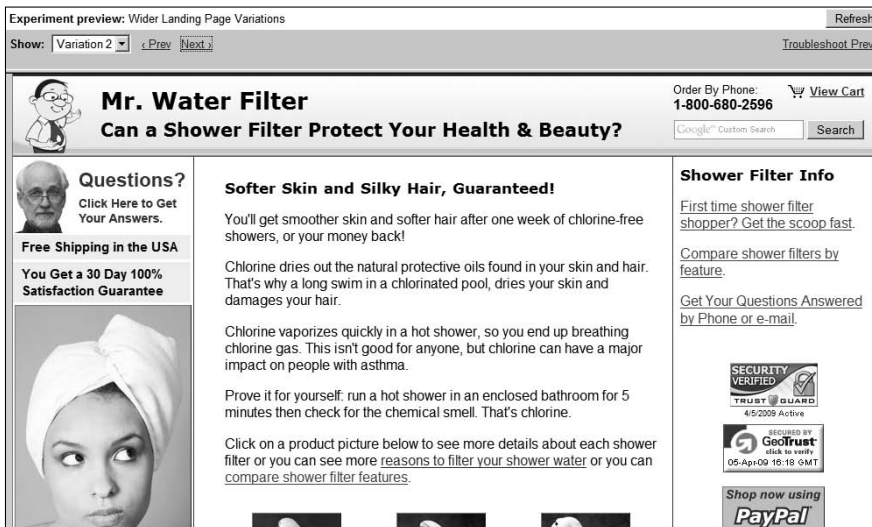 Experiment preview: Wider Landing Page Variations
Refresh
Show: Variation 2 ‹ Prev Next ›
Troubleshoot Prev
Mr. Water Filter
Can a Shower Filter Protect Your Health & Beauty?
Order By Phone:
1-800-680-2596
View Cart
Google™ Custom Search
Search
Questions?
Click Here to Get
Your Answers.
Free Shipping in the USA
You Get a 30 Day 100%
Satisfaction Guarantee
Softer Skin and Silky Hair, Guaranteed!
You'll get smoother skin and softer hair after one week of chlorine-free
showers, or your money back!
Chlorine dries out the natural protective oils found in your skin and hair.
That's why a long swim in a chlorinated pool, dries your skin and
damages your hair.
Chlorine vaporizes quickly in a hot shower, so you end up breathing
chlorine gas. This isn't good for anyone, but chlorine can have a major
impact on people with asthma.
Prove it for yourself: run a hot shower in an enclosed bathroom for 5
minutes then check for the chemical smell. That's chlorine.
Click on a product picture below to see more details about each shower
filter or you can see more reasons to filter your shower water or you can
compare shower filter features.
Shower Filter Info
First time shower filter
shopper? Get the scoop fast.
Compare shower filters by
feature.
Get Your Questions Answered
by Phone or e-mail.
SECURITY
VERIFIED
TRUST GUARD
4/5/2009 Active
SECURED BY
GeoTrust
click to verify
05-Apr-09 16:18 GMT
Shop now using
PayPal